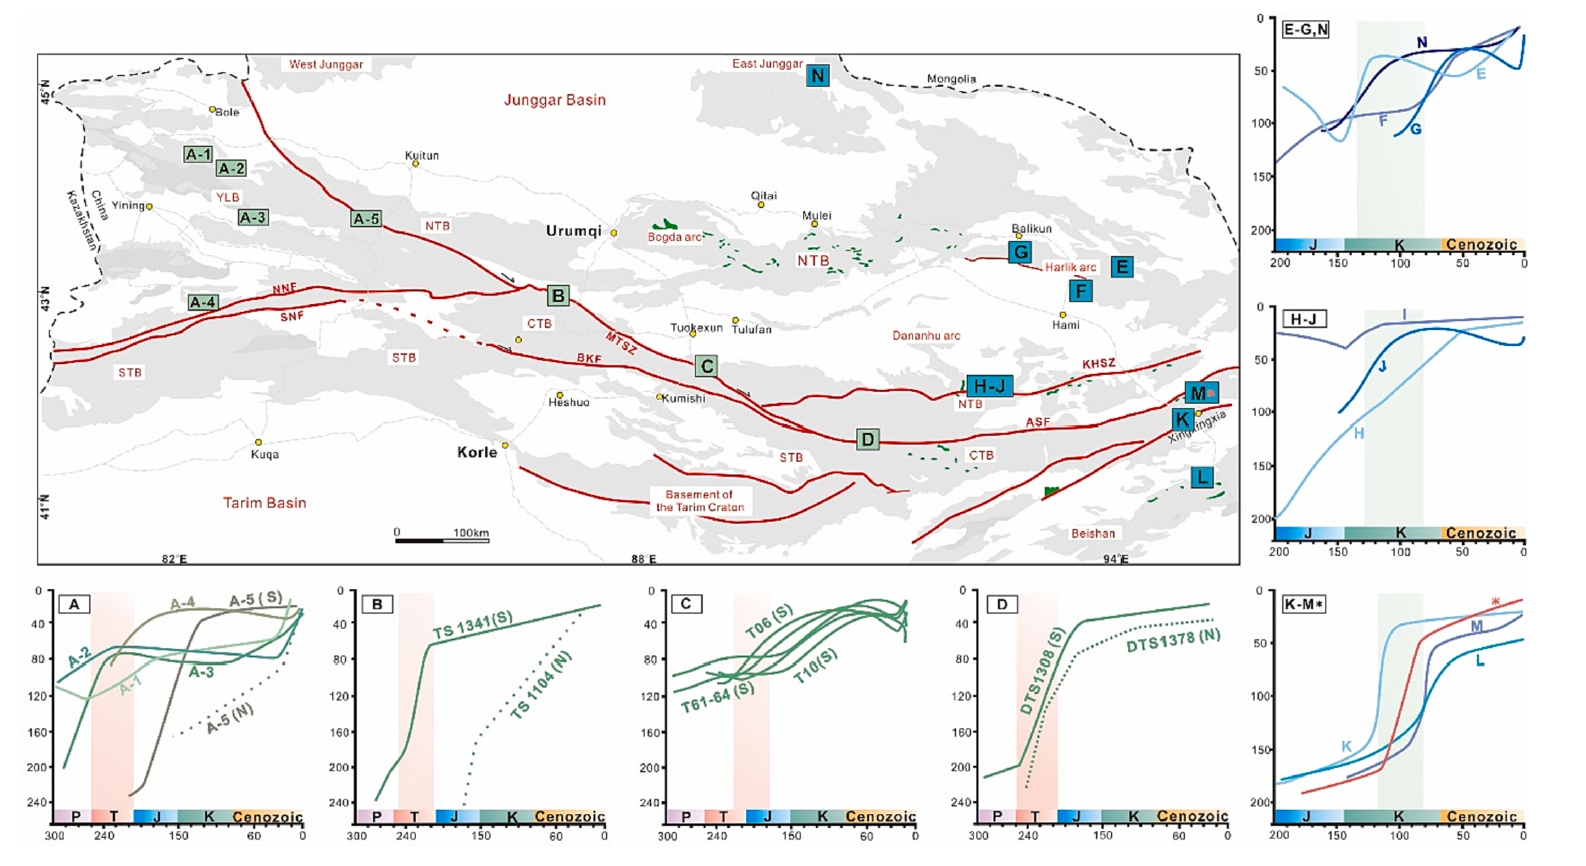 West Junggar
East Junggar
N
Mongolia
45°N
Junggar Basin
Bole
A-1
A-2
Kuitun
China
Kazakhstan
Yining
YLB
A-3
A-5
NTB
Qitai
Mulei
Urumqi
Bogda arc
NTB
Balikun
G
Harlik arc
E
F
43°N
A-4
NNF
SNF
B
CTB
MTSZ
Tuokexun
Tulufan
Hami
Dananhu arc
STB
STB
BKF
C
KHSZ
H-J
NTB
M*
Heshuo
Kumishi
ASF
K
Xingxingxia
D
Kuqa
Korle
STB
CTB
L
41°N
Tarim Basin
Basement of
the Tarim Craton
Beishan
0 100km
82°E
88°E
94°E
E-G,N
0
50
100
150
200
N
E
F
G
J K Cenozoic
200 150 100 50 0
H-J
0
50
100
150
200
I
J
H
J K Cenozoic
200 150 100 50 0
A
0
40
80
120
160
200
240
A-4
A-5 (S)
A-2
A-1
A-3
A-5 (N)
P T J K Cenozoic
300 240 150 60 0
B
0
40
80
120
160
200
240
TS 1341(S)
TS 1104 (N)
P T J K Cenozoic
300 240 150 60 0
C
0
40
80
120
160
200
240
T06 (S)
T10(S)
T61-64 (S)
P T J K Cenozoic
300 240 150 60 0
D
0
40
80
120
160
200
240
DTS1308 (S)
DTS1378 (N)
P T J K Cenozoic
300 240 150 60 0
K-M*
0
50
100
150
200
*
M
L
K
J K Cenozoic
200 150 100 50 0